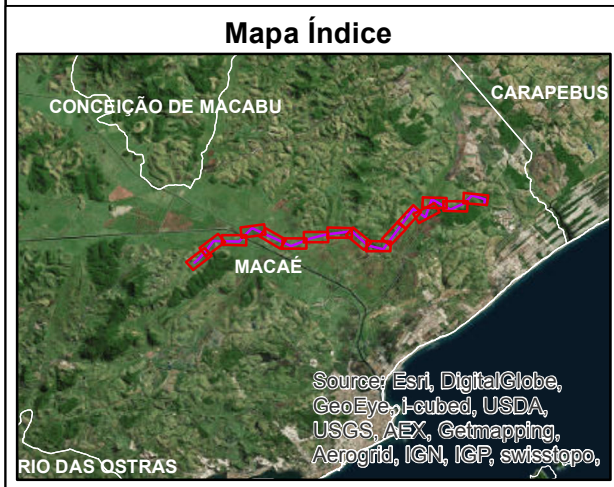 Mapa Índice
CONCEIÇÃO DE MACABU
CARAPEBUS
MACAÉ
Source: Esri, DigitalGlobe,
GeoEye, i-cubed, USDA,
USGS, AEX, Getmapping,
Aerogrid, IGN, IGP, swisstopo,
RIO DAS OSTRAS